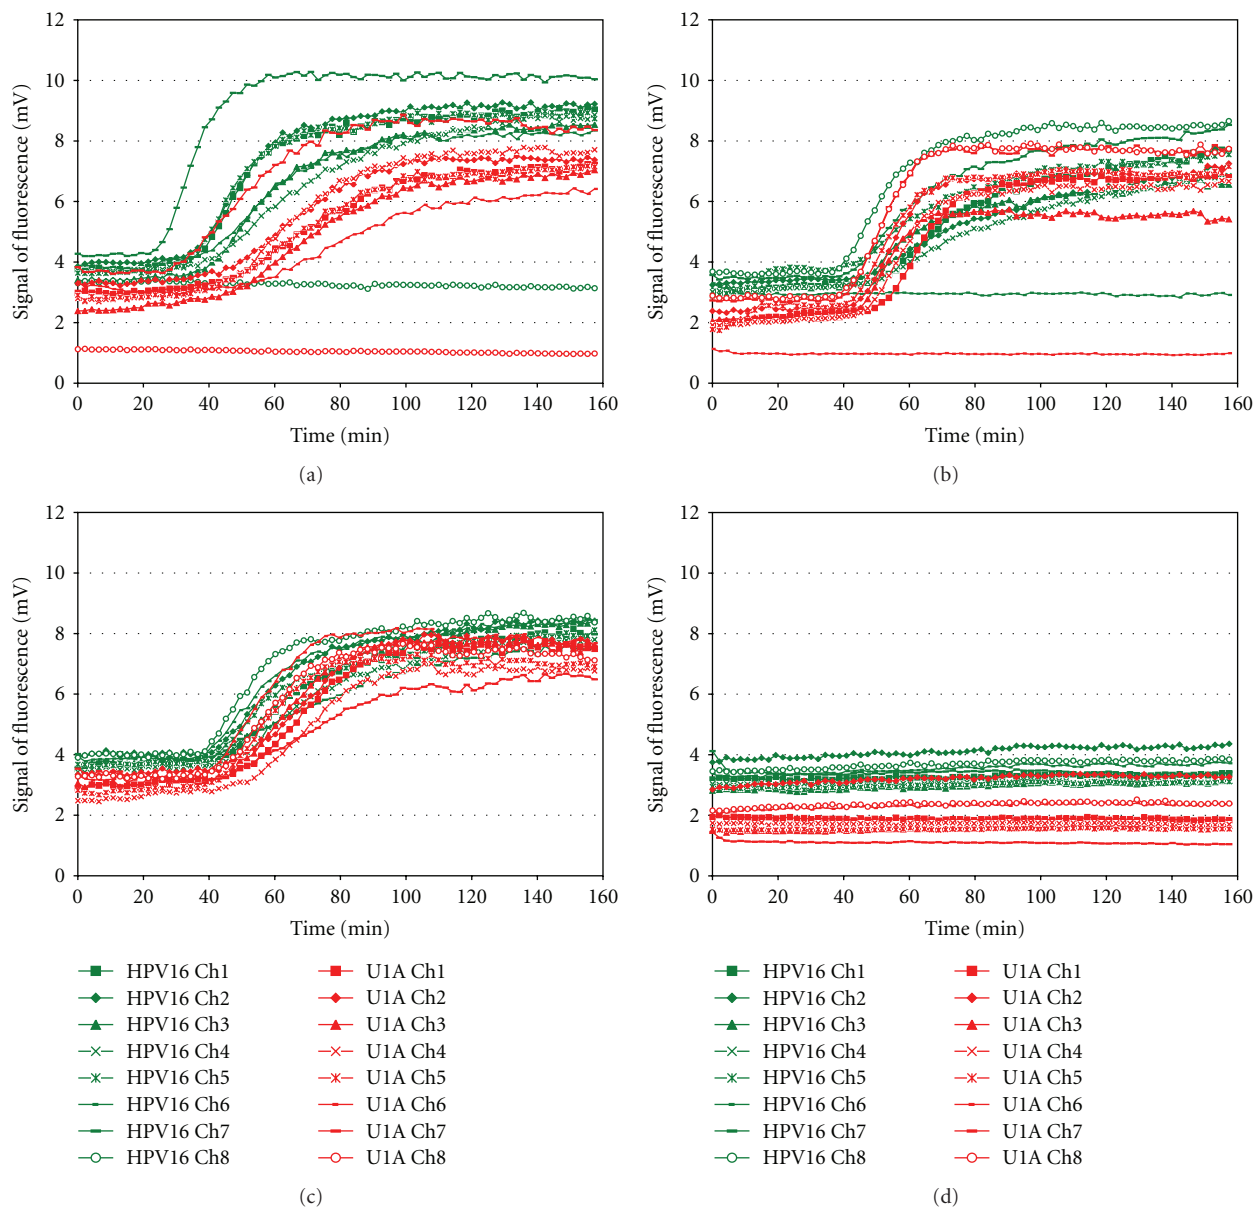 12
10
8
6
4
2
0
Signal of fluorescence (mV)
0 20 40 60 80 100 120 140 160
Time (min)
(a)
12
10
8
6
4
2
0
Signal of fluorescence (mV)
0 20 40 60 80 100 120 140 160
Time (min)
(b)
12
10
8
6
4
2
0
Signal of fluorescence (mV)
0 20 40 60 80 100 120 140 160
Time (min)
HPV16 Ch1
HPV16 Ch2
HPV16 Ch3
HPV16 Ch4
HPV16 Ch5
HPV16 Ch6
HPV16 Ch7
HPV16 Ch8
U1A Ch1
U1A Ch2
U1A Ch3
U1A Ch4
U1A Ch5
U1A Ch6
U1A Ch7
U1A Ch8
(c)
12
10
8
6
4
2
0
Signal of fluorescence (mV)
0 20 40 60 80 100 120 140 160
Time (min)
HPV16 Ch1
HPV16 Ch2
HPV16 Ch3
HPV16 Ch4
HPV16 Ch5
HPV16 Ch6
HPV16 Ch7
HPV16 Ch8
U1A Ch1
U1A Ch2
U1A Ch3
U1A Ch4
U1A Ch5
U1A Ch6
U1A Ch7
U1A Ch8
(d)